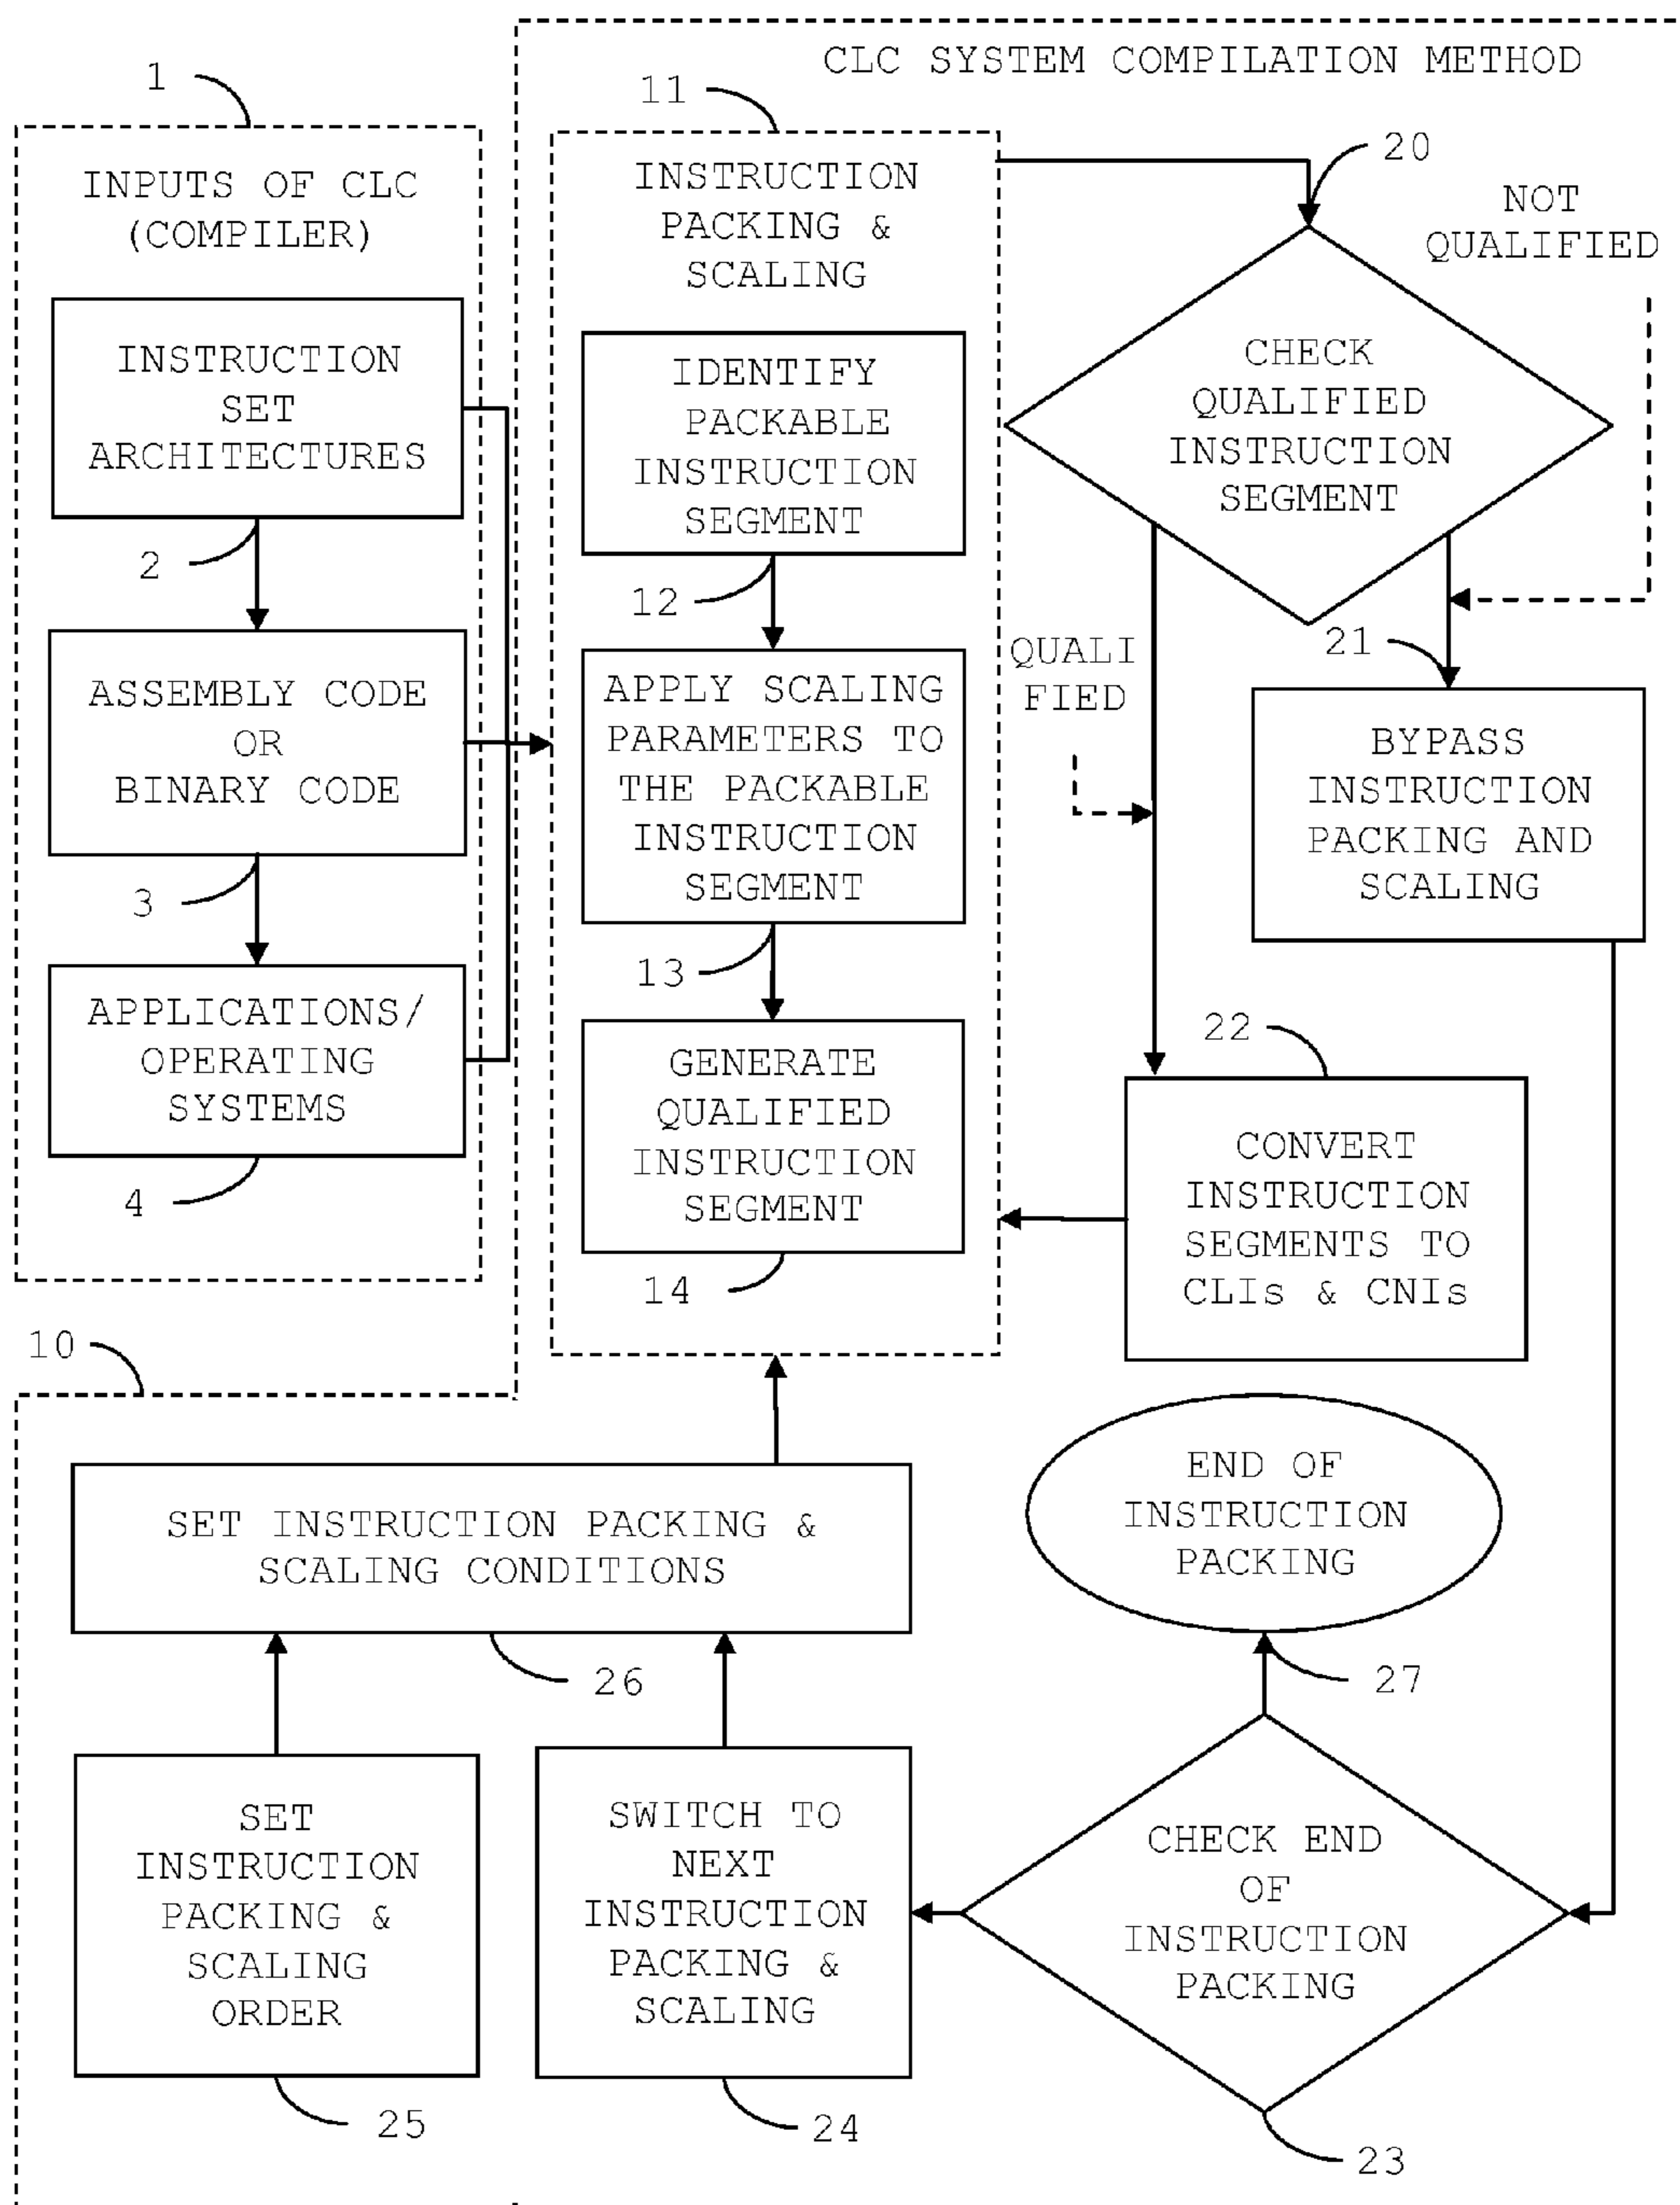 CLC SYSTEM COMPILATION METHOD
1
INPUTS OF CLC
(COMPILER)
INSTRUCTION
SET
ARCHITECTURES
2
ASSEMBLY CODE
OR
BINARY CODE
3
APPLICATIONS/
OPERATING
SYSTEMS
4
11
INSTRUCTION
PACKING &
SCALING
IDENTIFY
PACKABLE
INSTRUCTION
SEGMENT
12
APPLY SCALING
PARAMETERS TO
THE PACKABLE
INSTRUCTION
SEGMENT
13
GENERATE
QUALIFIED
INSTRUCTION
SEGMENT
14
20
NOT
QUALIFIED
CHECK
QUALIFIED
INSTRUCTION
SEGMENT
QUALI
FIED
21
BYPASS
INSTRUCTION
PACKING AND
SCALING
22
CONVERT
INSTRUCTION
SEGMENTS TO
CLIs & CNIs
10
SET INSTRUCTION PACKING &
SCALING CONDITIONS
26
END OF
INSTRUCTION
PACKING
27
SET
INSTRUCTION
PACKING &
SCALING
ORDER
25
SWITCH TO
NEXT
INSTRUCTION
PACKING &
SCALING
24
CHECK END
OF
INSTRUCTION
PACKING
23